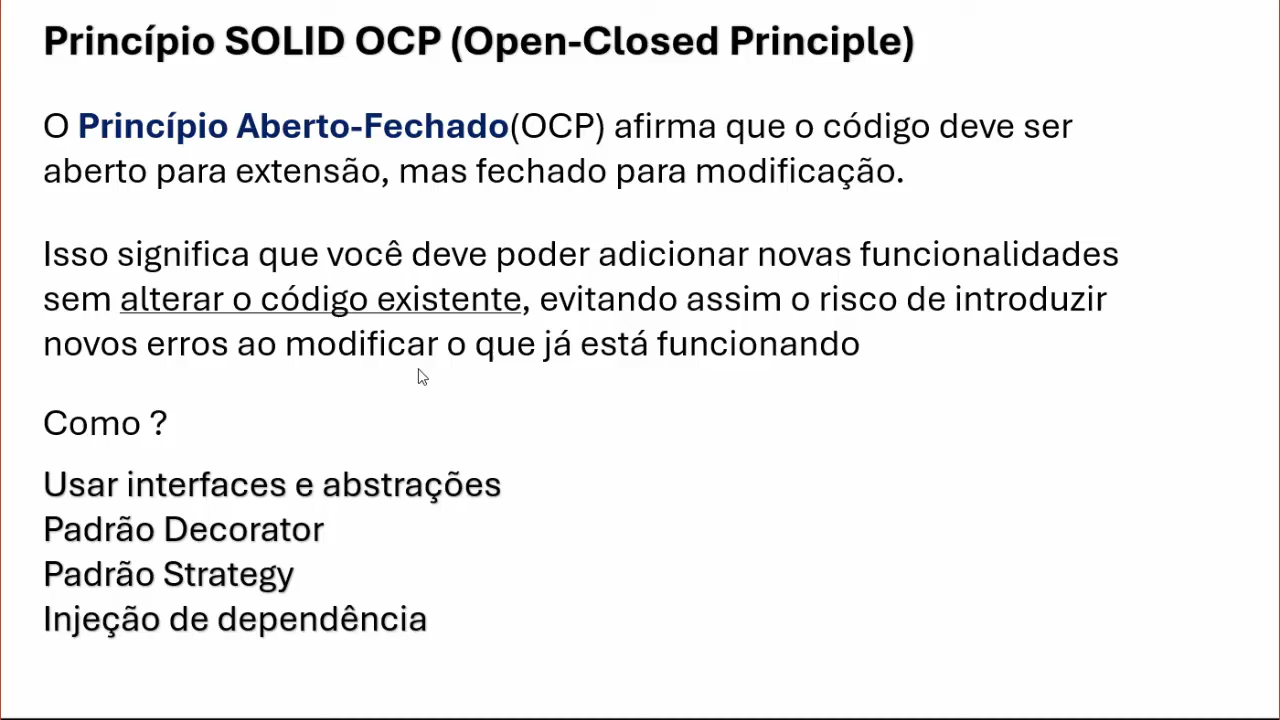 Princípio SOLID OCP (Open-Closed Principle)
O Princípio Aberto-Fechado(OCP) afirma que o código deve ser
aberto para extensão, mas fechado para modificação.
Isso significa que você deve poder adicionar novas funcionalidades
sem alterar o código existente, evitando assim o risco de introduzir
novos erros ao modificar o que já está funcionando
Como ?
Usar interfaces e abstrações
Padrão Decorator
Padrão Strategy
Injeção de dependência